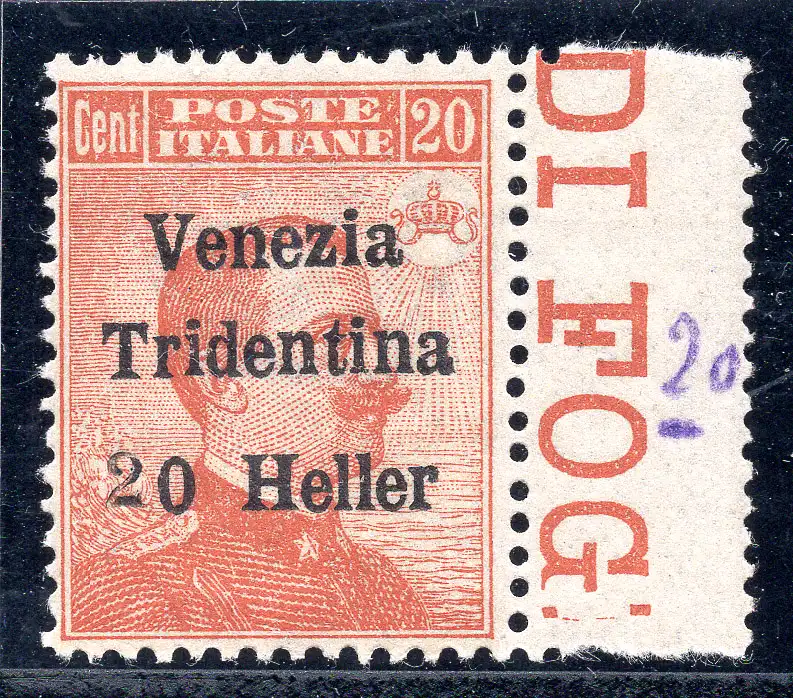 Cent POSTE ITALIANE 20
Venezia
Tridentina
20 Heller
DI FOG
20